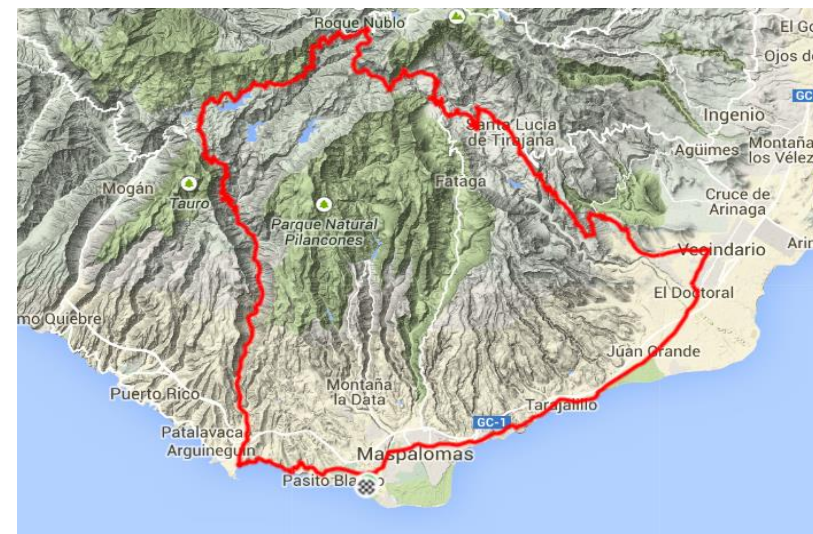 Roque Nublo
El Go
Ojos de
GC
Ingenio
Santa Lucía
de Tirajana
Agüimes
Montaña
los Vélez
Mogán
Tauro
Fataga
Cruce de
Arinaga
Parque Natural
Pilancones
Vecindario
Arin
El Doctoral
mo Quiebre
Juan Grande
Puerto Rico
Montaña
la Data
Tarajalillo
GC-1
Patalavaca
Arguineguín
Maspalomas
Pasito Blanco